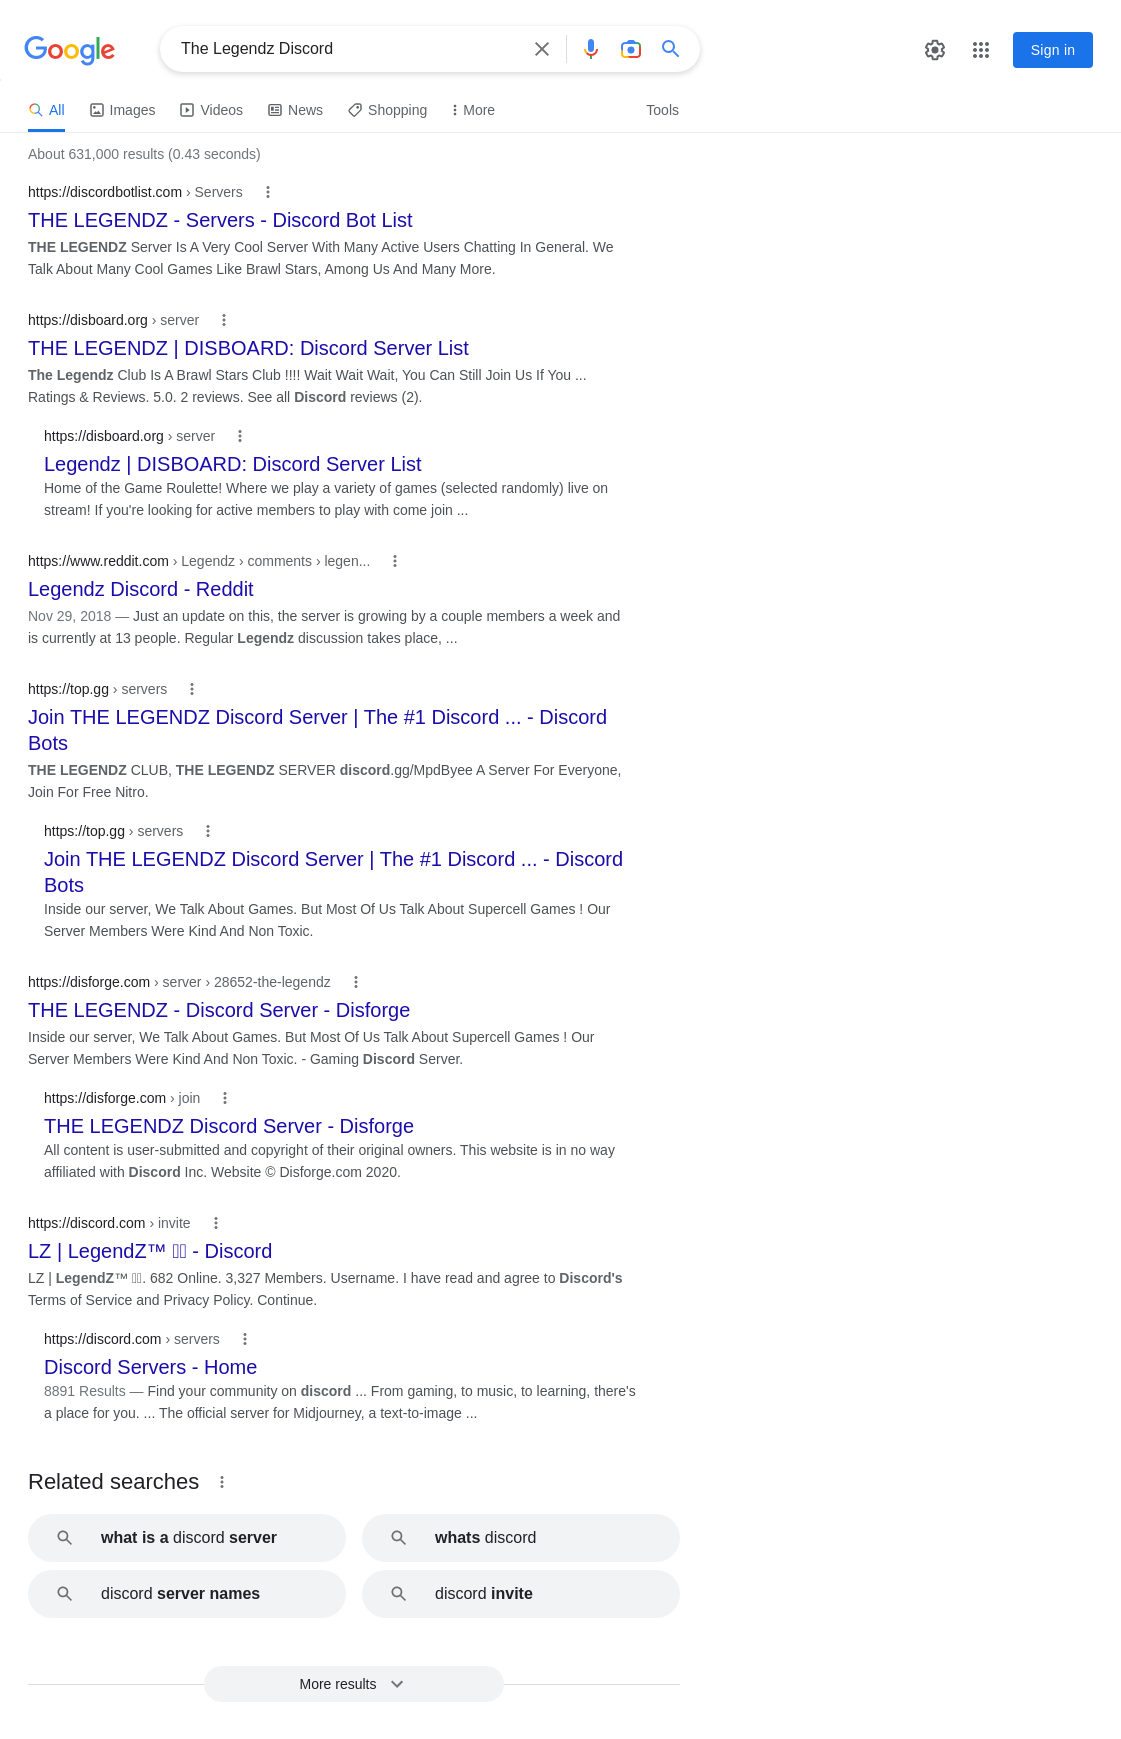 Google
The Legendz Discord
Sign in
All
Images
Videos
News
Shopping
More
Tools
About 631,000 results (0.43 seconds)
https://discordbotlist.com › Servers
THE LEGENDZ - Servers - Discord Bot List
THE LEGENDZ Server Is A Very Cool Server With Many Active Users Chatting In General. We
Talk About Many Cool Games Like Brawl Stars, Among Us And Many More.
https://disboard.org › server
THE LEGENDZ | DISBOARD: Discord Server List
The Legendz Club Is A Brawl Stars Club !!!! Wait Wait Wait, You Can Still Join Us If You ...
Ratings & Reviews. 5.0. 2 reviews. See all Discord reviews (2).
https://disboard.org › server
Legendz | DISBOARD: Discord Server List
Home of the Game Roulette! Where we play a variety of games (selected randomly) live on
stream! If you're looking for active members to play with come join ...
https://www.reddit.com › Legendz › comments › legen...
Legendz Discord - Reddit
Nov 29, 2018 — Just an update on this, the server is growing by a couple members a week and
is currently at 13 people. Regular Legendz discussion takes place, ...
https://top.gg › servers
Join THE LEGENDZ Discord Server | The #1 Discord ... - Discord
Bots
THE LEGENDZ CLUB, THE LEGENDZ SERVER discord.gg/MpdByee A Server For Everyone,
Join For Free Nitro.
https://top.gg › servers
Join THE LEGENDZ Discord Server | The #1 Discord ... - Discord
Bots
Inside our server, We Talk About Games. But Most Of Us Talk About Supercell Games ! Our
Server Members Were Kind And Non Toxic.
https://disforge.com › server › 28652-the-legendz
THE LEGENDZ - Discord Server - Disforge
Inside our server, We Talk About Games. But Most Of Us Talk About Supercell Games ! Our
Server Members Were Kind And Non Toxic. - Gaming Discord Server.
https://disforge.com › join
THE LEGENDZ Discord Server - Disforge
All content is user-submitted and copyright of their original owners. This website is in no way
affiliated with Discord Inc. Website © Disforge.com 2020.
https://discord.com › invite
LZ | LegendZ™ - Discord
LZ | LegendZ™ . 682 Online. 3,327 Members. Username. I have read and agree to Discord's
Terms of Service and Privacy Policy. Continue.
https://discord.com › servers
Discord Servers - Home
8891 Results — Find your community on discord ... From gaming, to music, to learning, there's
a place for you. ... The official server for Midjourney, a text-to-image ...
Related searches
what is a discord server
whats discord
discord server names
discord invite
More results